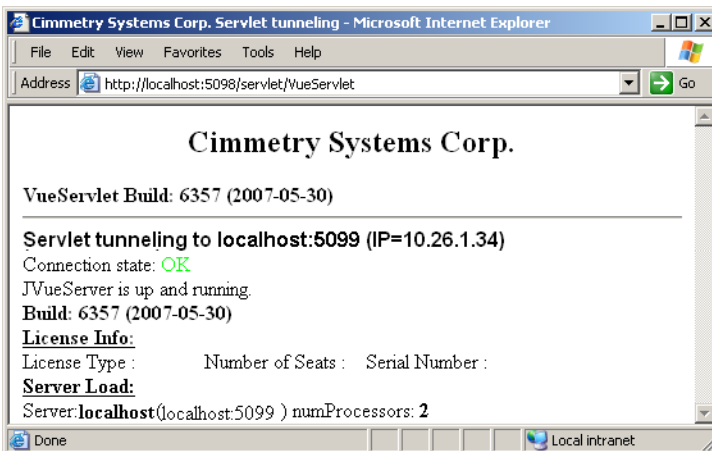 Cimmetry Systems Corp. Servlet tunneling - Microsoft Internet Explorer
File Edit View Favorites Tools Help
Address http://localhost:5098/servlet/VueServlet Go
Cimmetry Systems Corp.
VueServlet Build: 6357 (2007-05-30)
Servlet tunneling to localhost:5099 (IP=10.26.1.34)
Connection state: OK
JVueServer is up and running.
Build: 6357 (2007-05-30)
License Info:
License Type : Number of Seats : Serial Number :
Server Load:
Server:localhost(localhost:5099 ) numProcessors: 2
Done Local intranet